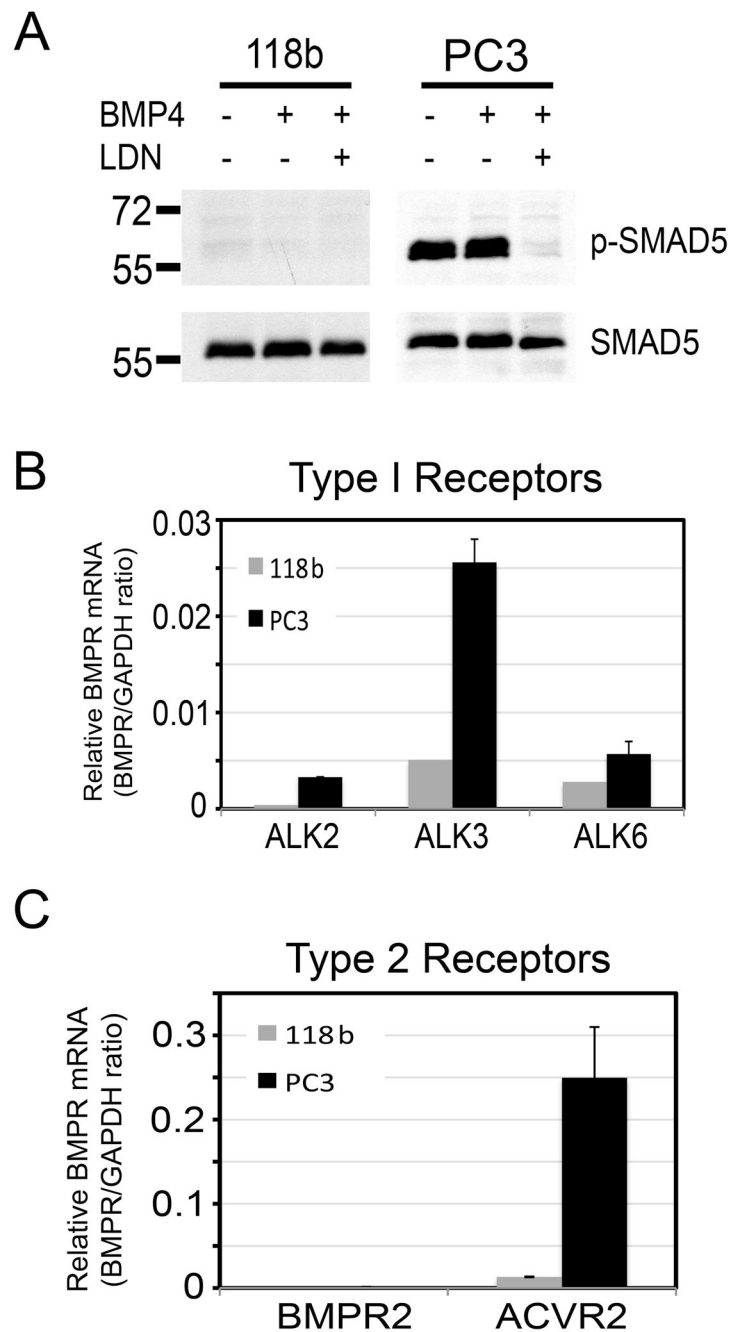 A
118b PC3
BMP4 - + + - + +
LDN - - + - - +
72
55
p-SMAD5
55
SMAD5
B
Type I Receptors
Relative BMPR mRNA
(BMPR/GAPDH ratio)
0.03
0.02
0.01
0
118b
PC3
ALK2 ALK3 ALK6
C
Type 2 Receptors
Relative BMPR mRNA
(BMPR/GAPDH ratio)
0.3
0.2
0.1
0
118b
PC3
BMPR2 ACVR2